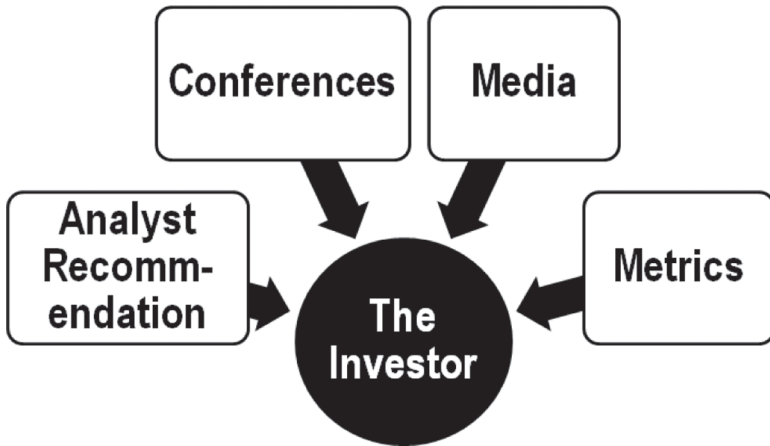 Conferences
Media
Analyst
Recomm-
endation
Metrics
The
Investor